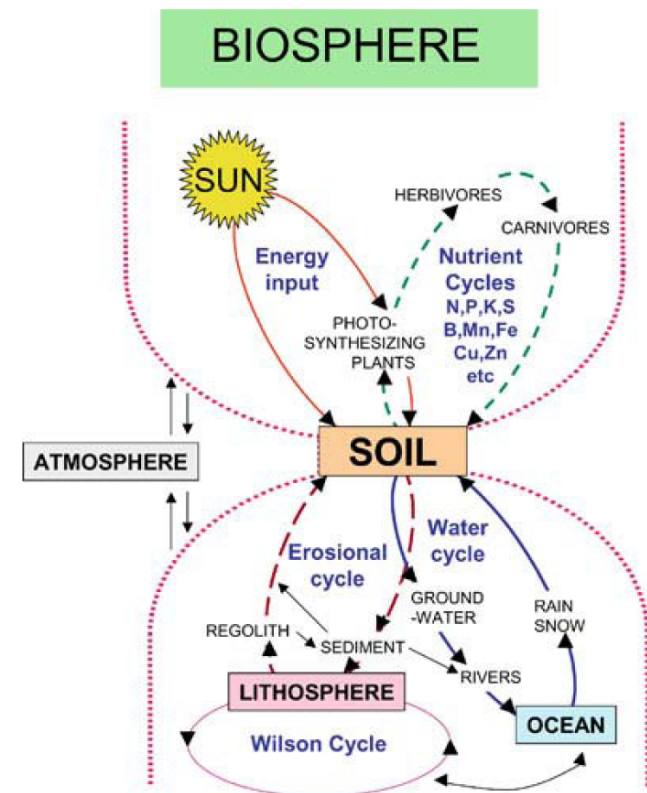 BIOSPHERE
SUN
HERBIVORES
CARNIVORES
Energy
input
Nutrient
Cycles
N,P,K,S
B,Mn,Fe
Cu,Zn
etc
PHOTO-
SYNTHESIZING
PLANTS
ATMOSPHERE
SOIL
Erosional
cycle
Water
cycle
REGOLITH
SEDIMENT
GROUND
-WATER
RIVERS
RAIN
SNOW
LITHOSPHERE
OCEAN
Wilson Cycle